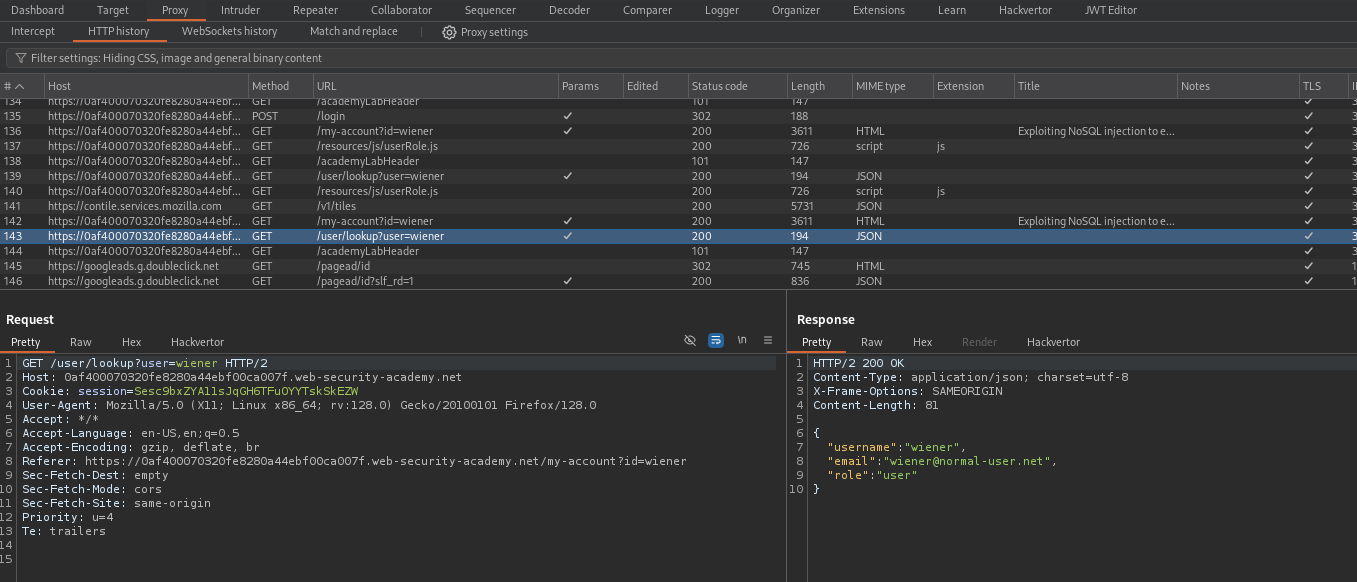 Dashboard Target Proxy Intruder Repeater Collaborator Sequencer Decoder Comparer Logger Organizer Extensions Learn Hackvertor JWT Editor
Intercept HTTP history WebSockets history Match and replace Proxy settings
Filter settings: Hiding CSS, image and general binary content
# Host Method URL Params Edited Status code Length MIME type Extension Title Notes TLS
134 https://0af400070320fe8280a44ebf... GET /academyLabHeader 101 147 ✓
135 https://0af400070320fe8280a44ebf... POST /login ✓ 302 188 ✓
136 https://0af400070320fe8280a44ebf... GET /my-account?id=wiener ✓ 200 3611 HTML Exploiting NoSQL injection to e... ✓
137 https://0af400070320fe8280a44ebf... GET /resources/js/userRole.js 200 726 script js ✓
138 https://0af400070320fe8280a44ebf... GET /academyLabHeader 101 147 ✓
139 https://0af400070320fe8280a44ebf... GET /user/lookup?user=wiener ✓ 200 194 JSON ✓
140 https://0af400070320fe8280a44ebf... GET /resources/js/userRole.js 200 726 script js ✓
141 https://contile.services.mozilla.com GET /v1/tiles 200 5731 JSON ✓
142 https://0af400070320fe8280a44ebf... GET /my-account?id=wiener ✓ 200 3611 HTML Exploiting NoSQL injection to e... ✓
143 https://0af400070320fe8280a44ebf... GET /user/lookup?user=wiener ✓ 200 194 JSON ✓
144 https://0af400070320fe8280a44ebf... GET /academyLabHeader 101 147 ✓
145 https://googleads.g.doubleclick.net GET /pagead/id 302 745 HTML ✓
146 https://googleads.g.doubleclick.net GET /pagead/id?slf_rd=1 ✓ 200 836 JSON ✓
Request
Pretty Raw Hex Hackvertor \n
1 GET /user/lookup?user=wiener HTTP/2
2 Host: 0af400070320fe8280a44ebf00ca007f.web-security-academy.net
3 Cookie: session=Sesc9bxZYA1lsJqGH6TFuOYYTskSkEZW
4 User-Agent: Mozilla/5.0 (X11; Linux x86_64; rv:128.0) Gecko/20100101 Firefox/128.0
5 Accept: */*
6 Accept-Language: en-US,en;q=0.5
7 Accept-Encoding: gzip, deflate, br
8 Referer: https://0af400070320fe8280a44ebf00ca007f.web-security-academy.net/my-account?id=wiener
9 Sec-Fetch-Dest: empty
10 Sec-Fetch-Mode: cors
11 Sec-Fetch-Site: same-origin
12 Priority: u=4
13 Te: trailers
14
15
Response
Pretty Raw Hex Render Hackvertor
1 HTTP/2 200 OK
2 Content-Type: application/json; charset=utf-8
3 X-Frame-Options: SAMEORIGIN
4 Content-Length: 81
5
6 {
7 "username":"wiener",
8 "email":"wiener@normal-user.net",
9 "role":"user"
10 }